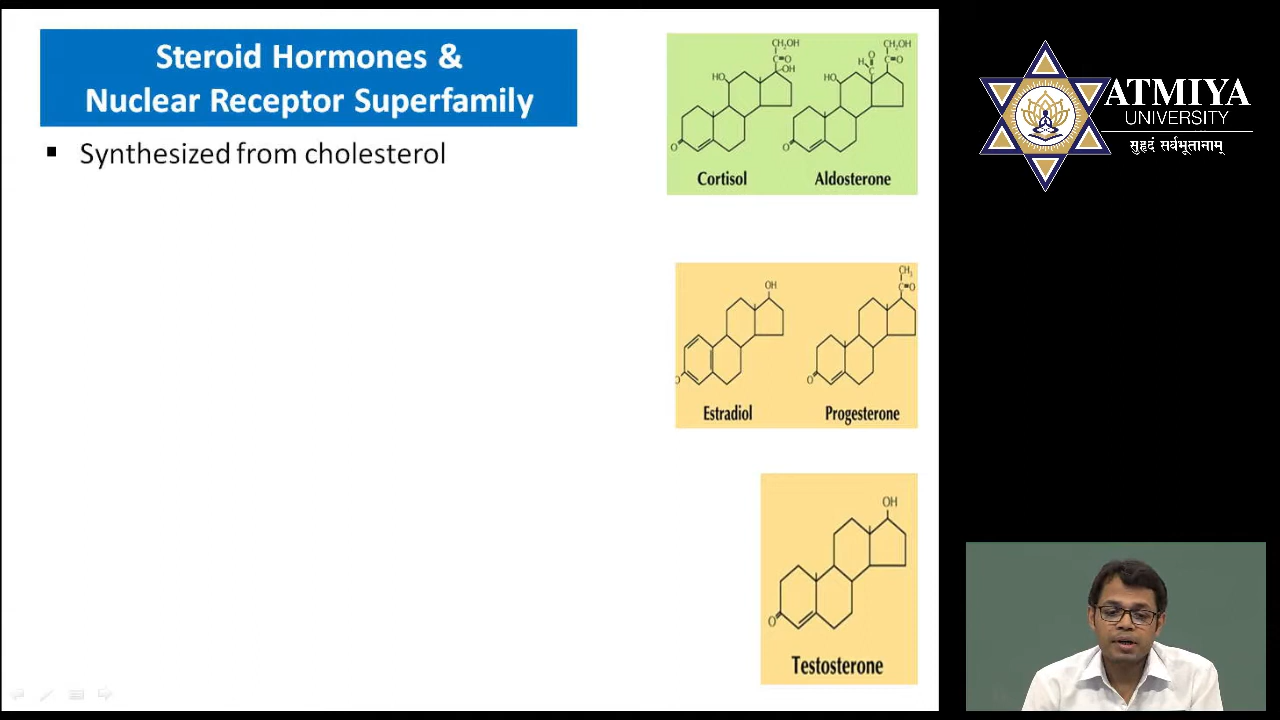 Steroid Hormones &
Nuclear Receptor Superfamily
▪ Synthesized from cholesterol
CH₂OH
C=O
OH
HO
O
Cortisol
CH₂OH
O
C=O
H
C
HO
O
Aldosterone
OH
O
Estradiol
CH₃
C=O
O
Progesterone
OH
O
Testosterone
ATMIYA
UNIVERSITY
सुहृदं सर्वभूतानाम्